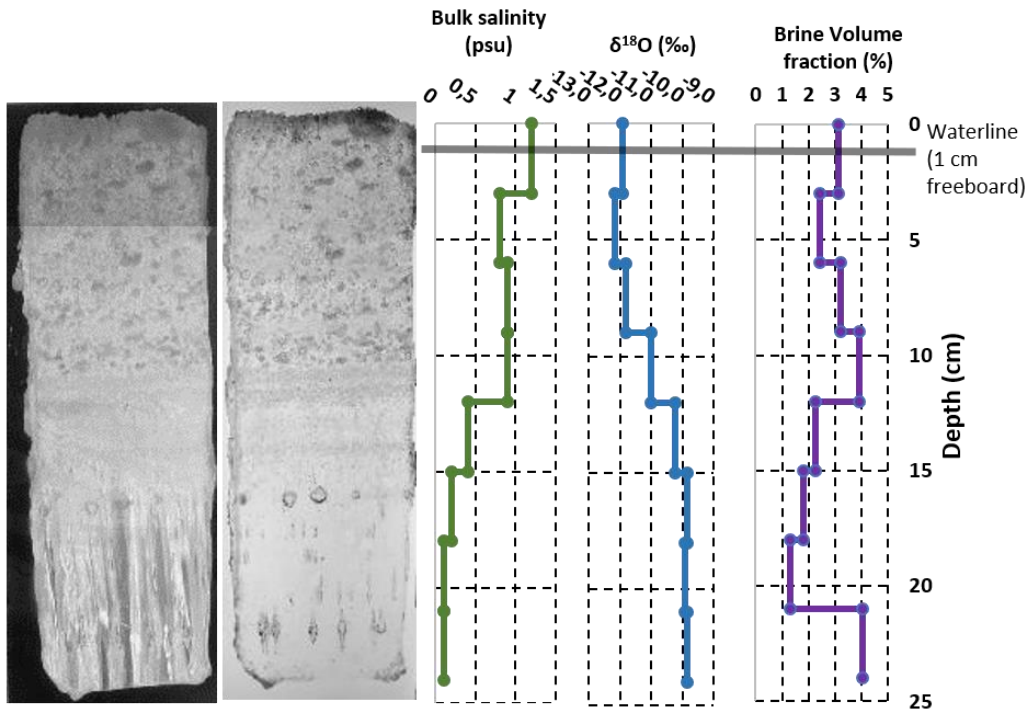 Bulk salinity
(psu)
δ¹⁸O (‰)
Brine Volume
fraction (%)
0 0,5 1 1,5
-13,0 -12,0 -11,0 -10,0 -9,0
0 1 2 3 4 5
0
Waterline
(1 cm
freeboard)
5
10
15
20
25
Depth (cm)